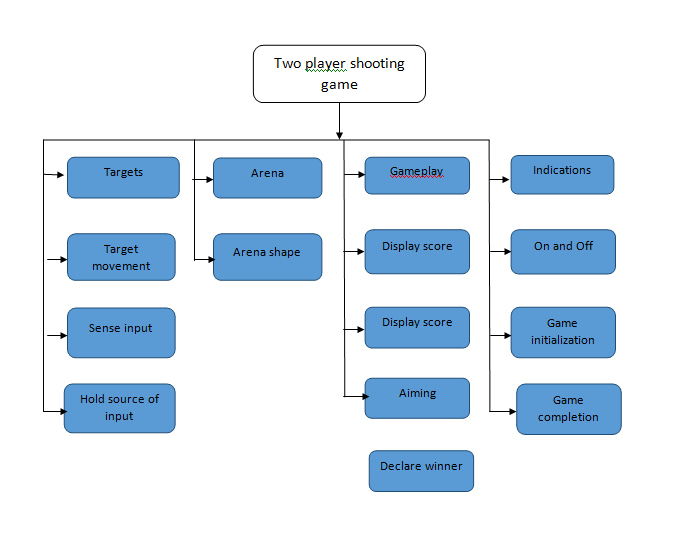 Two player shooting
game
Targets
Arena
Gameplay
Indications
Target
movement
Arena shape
Display score
On and Off
Sense input
Display score
Game
initialization
Hold source of
input
Aiming
Game
completion
Declare winner